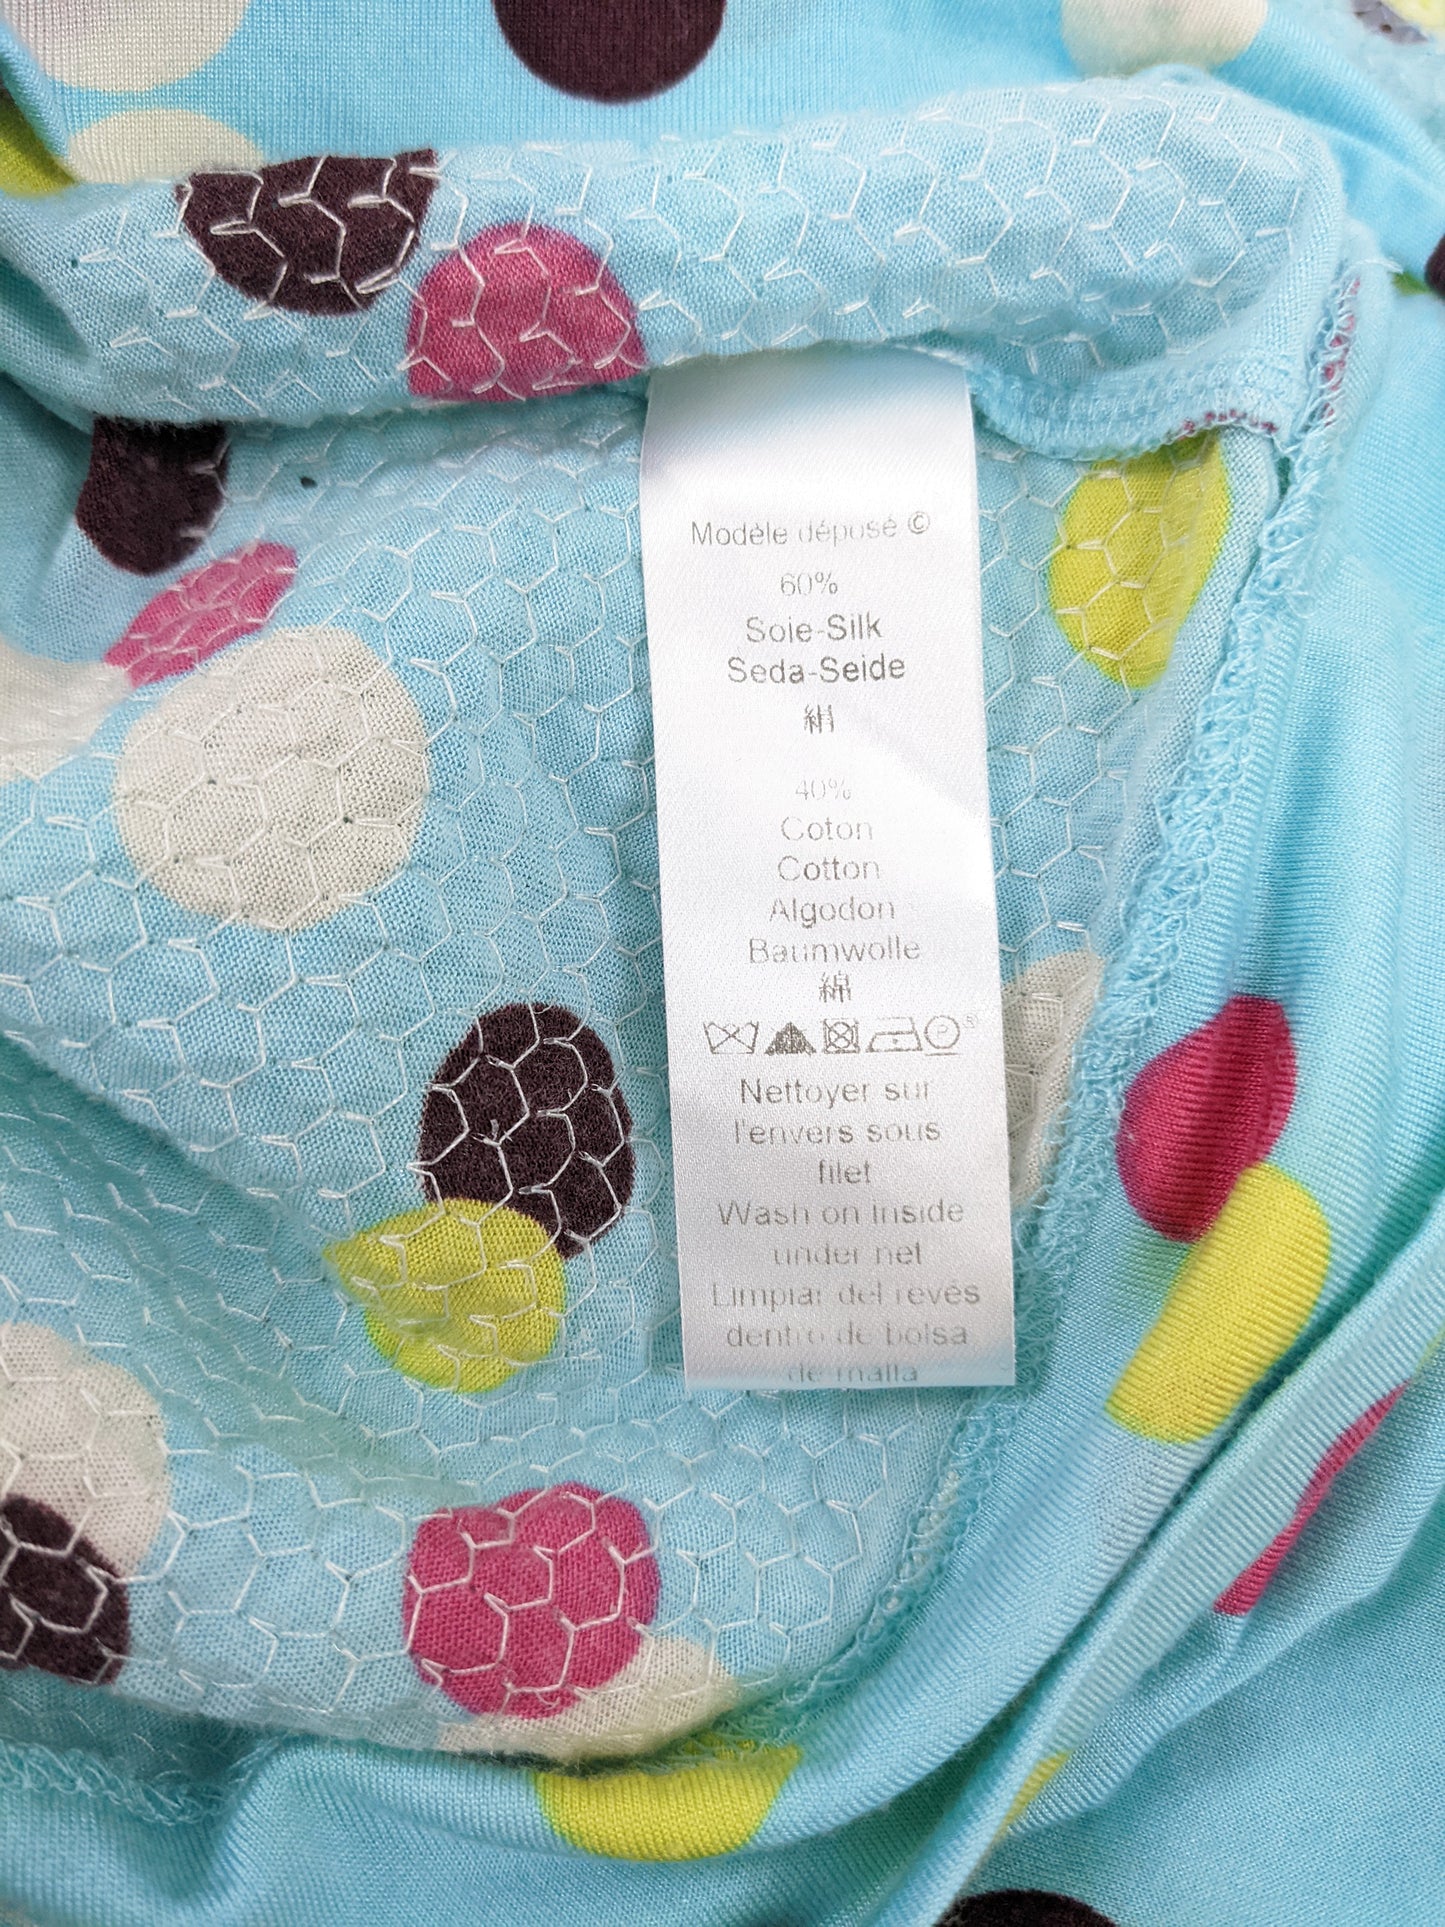 Modèle déposé ©
60%
Soie-Silk
Seda-Seide
絹
40%
Coton
Cotton
Algodon
Baumwolle
綿
P
Nettoyer sur
l'envers sous
filet
Wash on Inside
under net
Limpiar del revés
dentro de bolsa
de malla